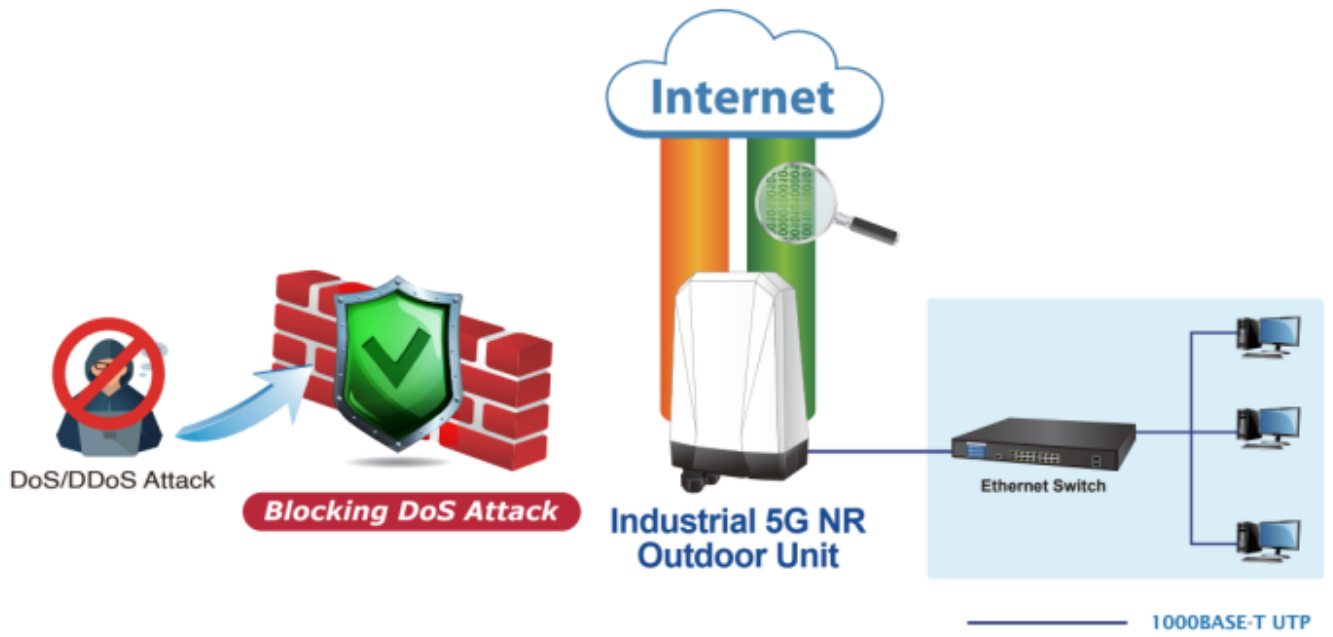 Internet
DoS/DDoS Attack
Blocking DoS Attack
Industrial 5G NR
Outdoor Unit
Ethernet Switch
1000BASE-T UTP